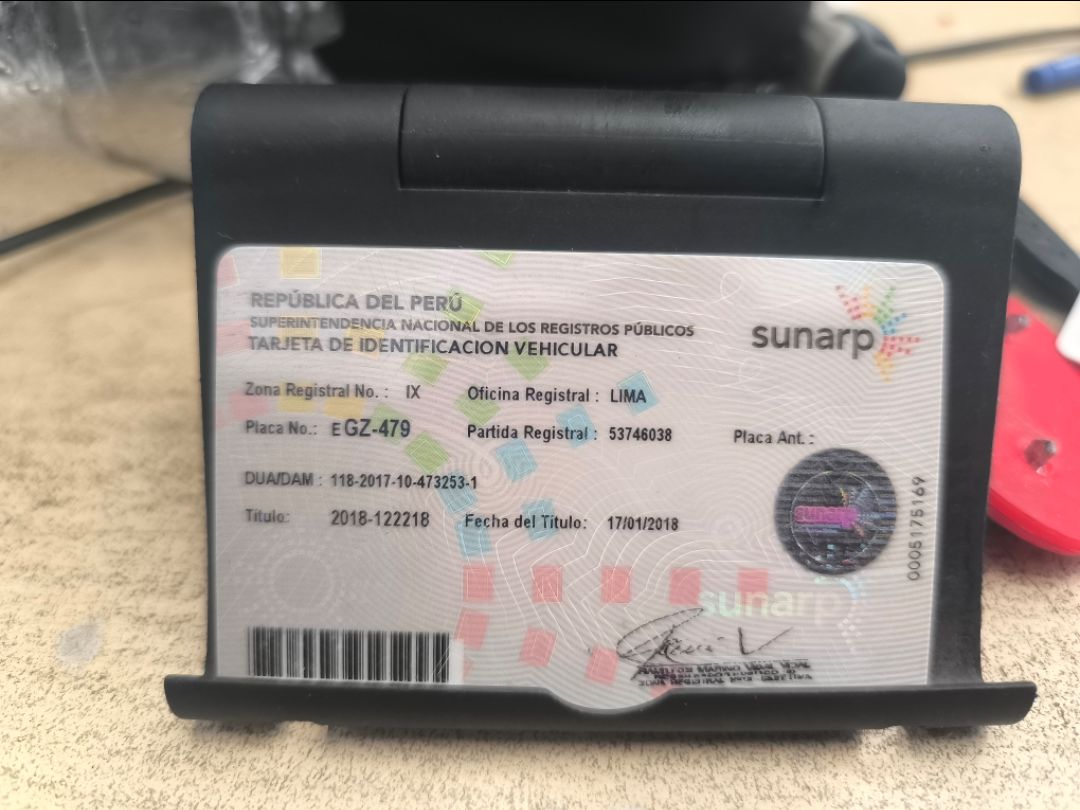 REPÚBLICA DEL PERÚ
SUPERINTENDENCIA NACIONAL DE LOS REGISTROS PÚBLICOS
TARJETA DE IDENTIFICACION VEHICULAR
sunarp
Zona Registral No. : IX Oficina Registral : LIMA
Placa No.: EGZ-479 Partida Registral : 53746038 Placa Ant. :
DUA/DAM : 118-2017-10-473253-1
Título: 2018-122218 Fecha del Título: 17/01/2018
sunarp
0005175169
sunarp